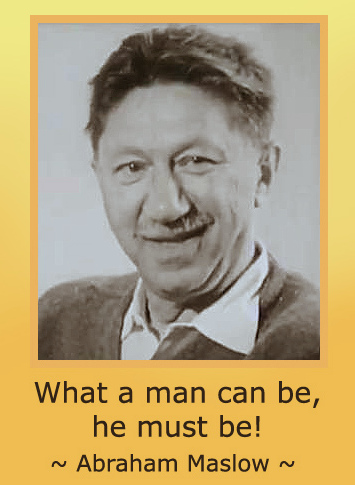 What a man can be,
he must be!
~ Abraham Maslow ~